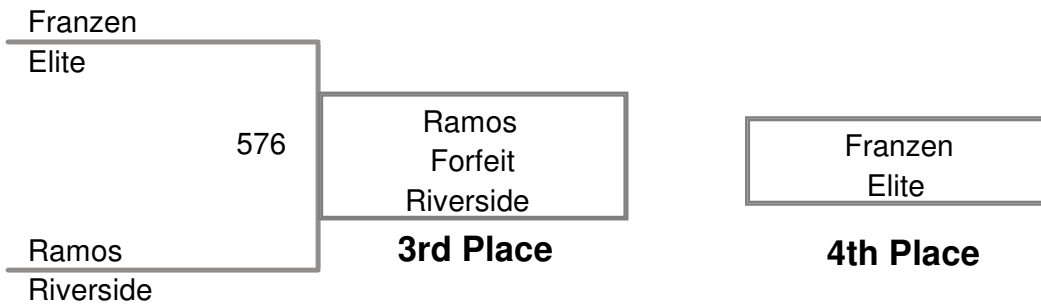 Franzen
Elite
576
Ramos
Riverside
Ramos
Forfeit
Riverside
3rd Place
Franzen
Elite
4th Place